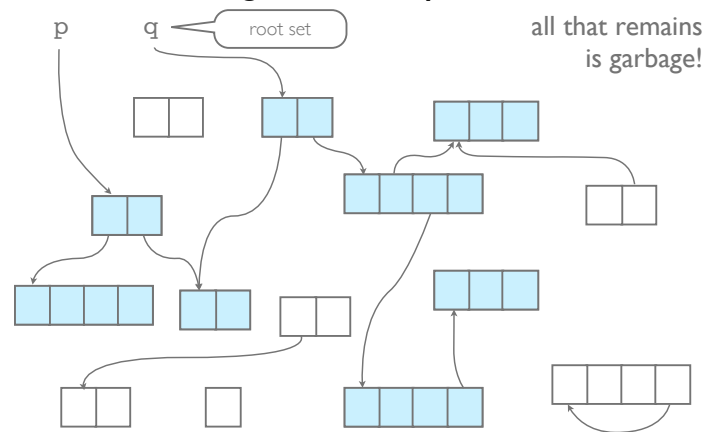 p
q
root set
all that remains
is garbage!